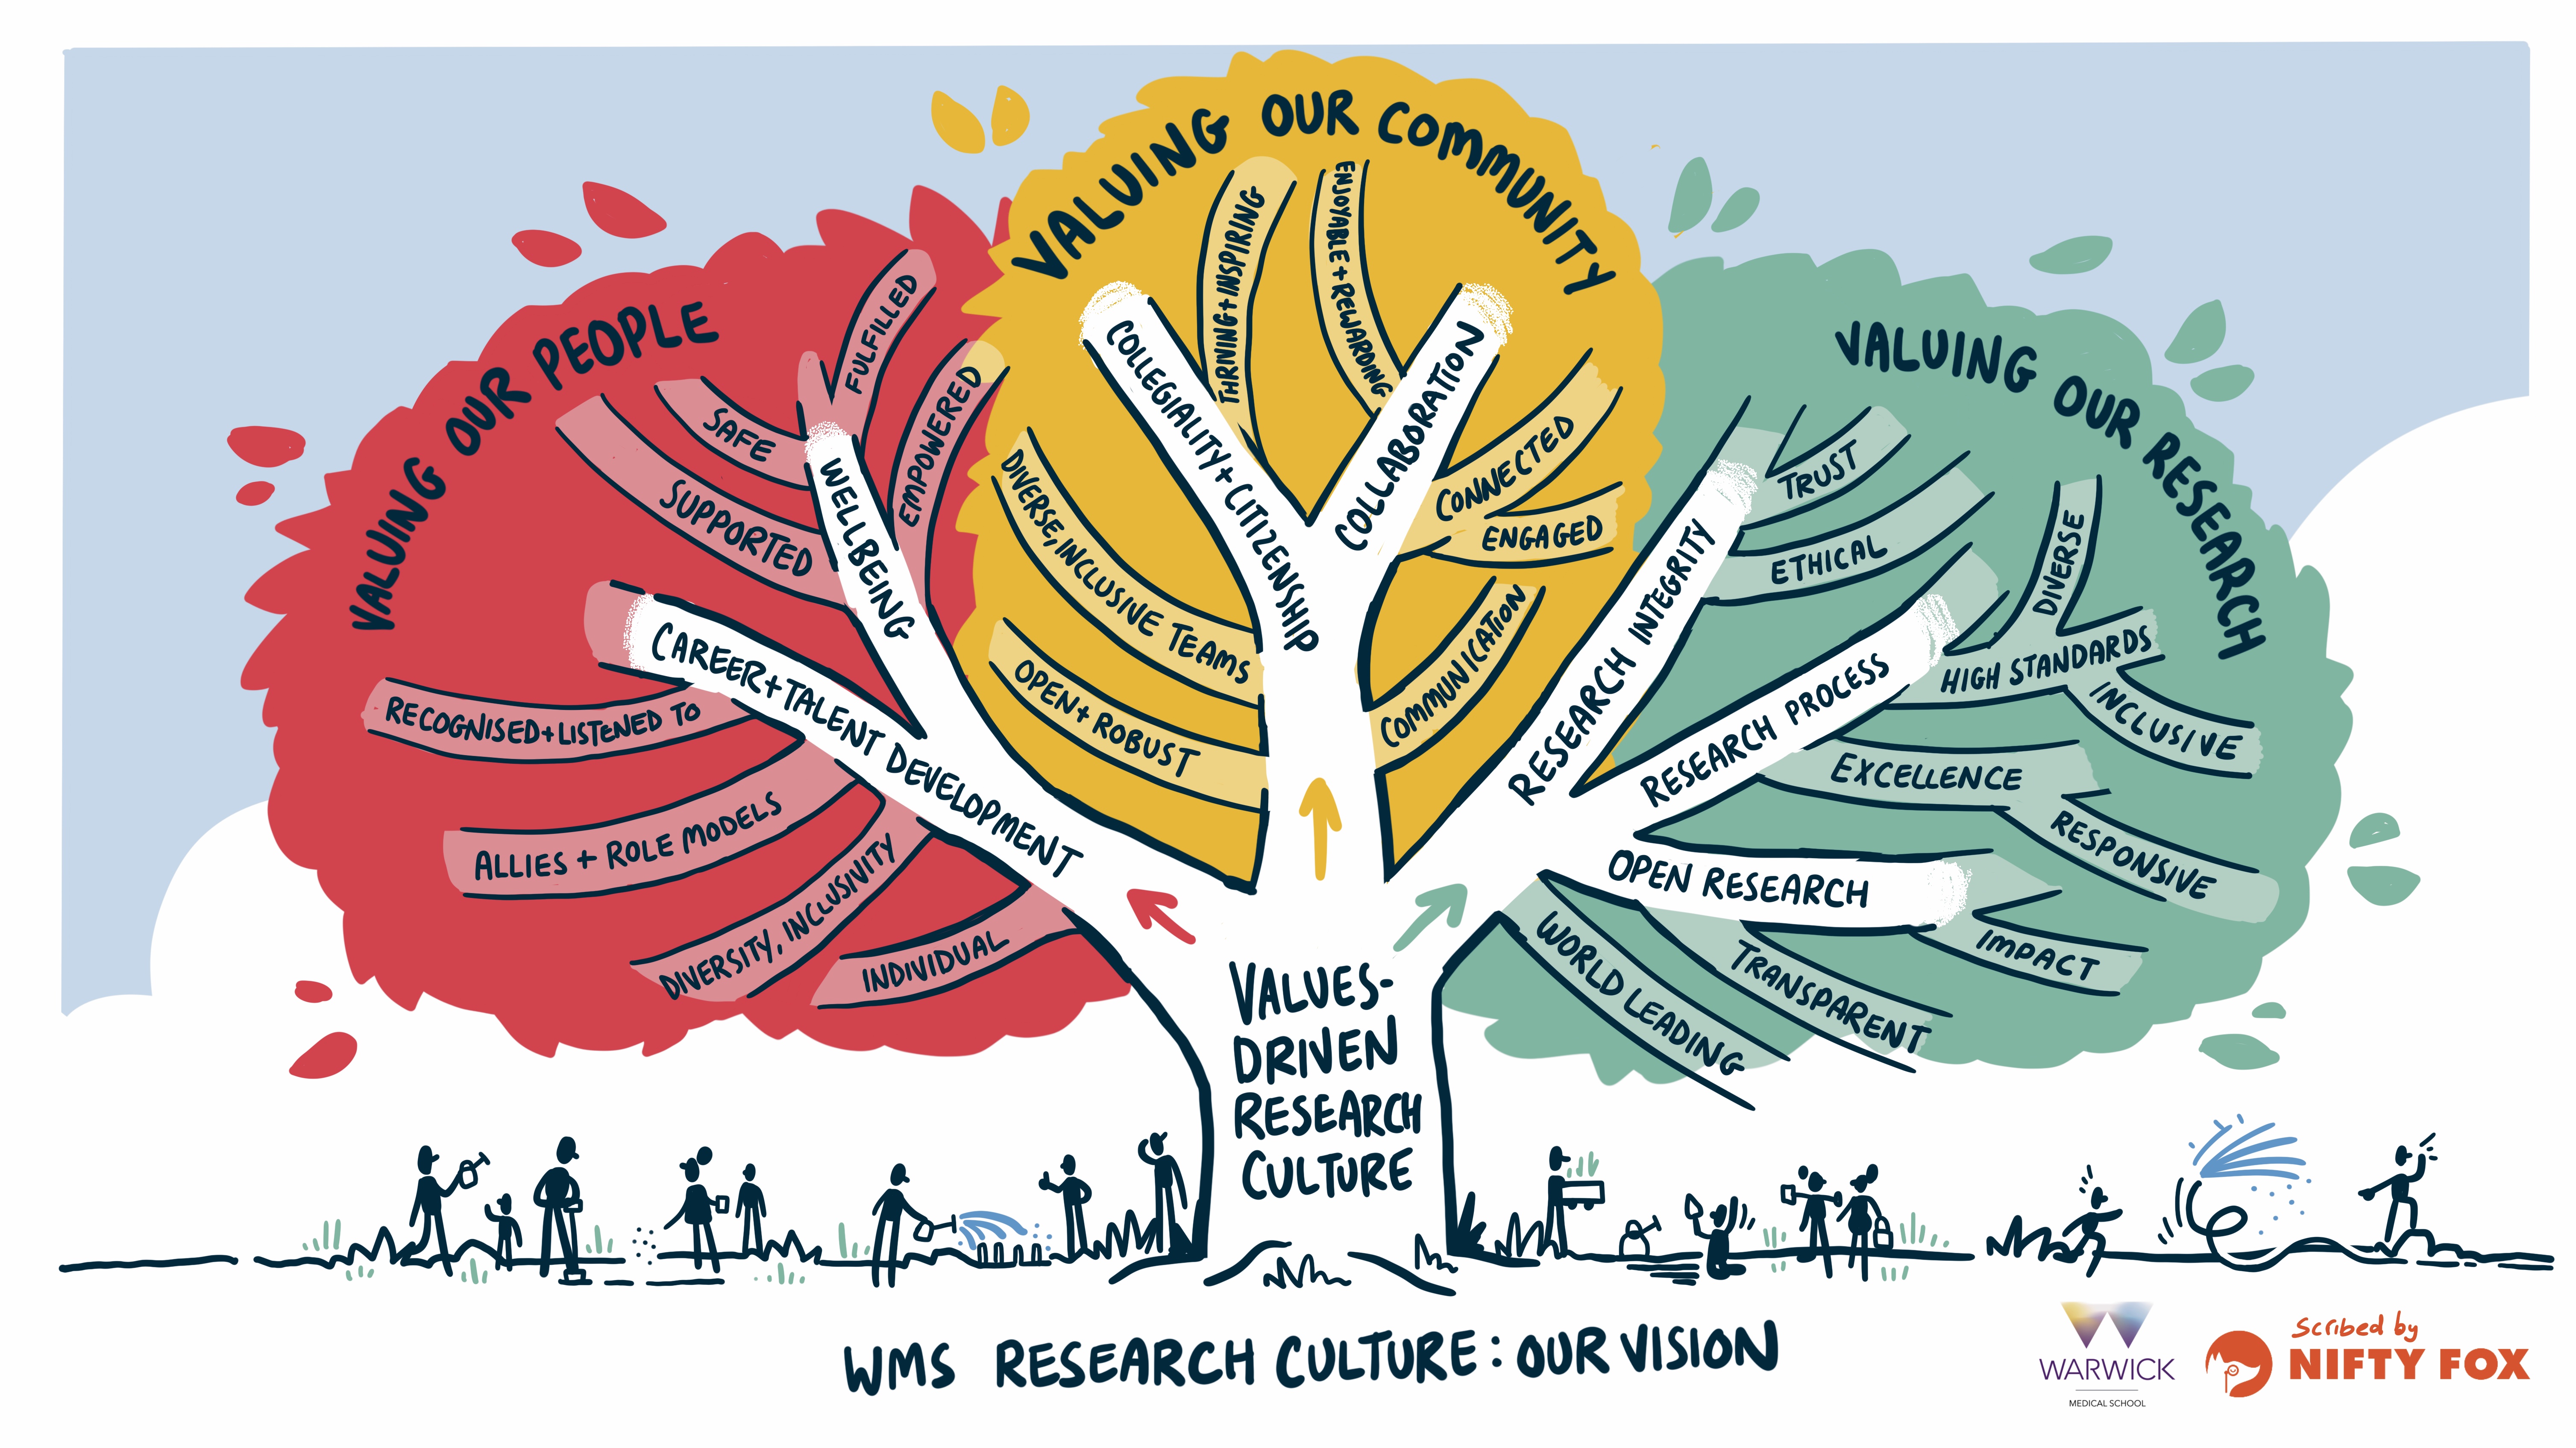 VALUING OUR PEOPLE
FULFILLED
SAFE
EMPOWERED
SUPPORTED
WELLBEING
CAREER+TALENT DEVELOPMENT
RECOGNISED+LISTENED TO
ALLIES + ROLE MODELS
DIVERSITY, INCLUSIVITY
INDIVIDUAL
VALUING OUR COMMUNITY
THRIVING+INSPIRING
ENJOYABLE+REWARDING
COLLEGIALITY+CITIZENSHIP
COLLABORATION
CONNECTED
ENGAGED
DIVERSE, INCLUSIVE TEAMS
OPEN+ROBUST
COMMUNICATION
VALUING OUR RESEARCH
RESEARCH INTEGRITY
TRUST
ETHICAL
RESEARCH PROCESS
DIVERSE
HIGH STANDARDS
INCLUSIVE
EXCELLENCE
RESPONSIVE
OPEN RESEARCH
IMPACT
TRANSPARENT
WORLD LEADING
VALUES-
DRIVEN
RESEARCH
CULTURE
WMS RESEARCH CULTURE: OUR VISION
WARWICK
MEDICAL SCHOOL
Scribed by
NIFTY FOX